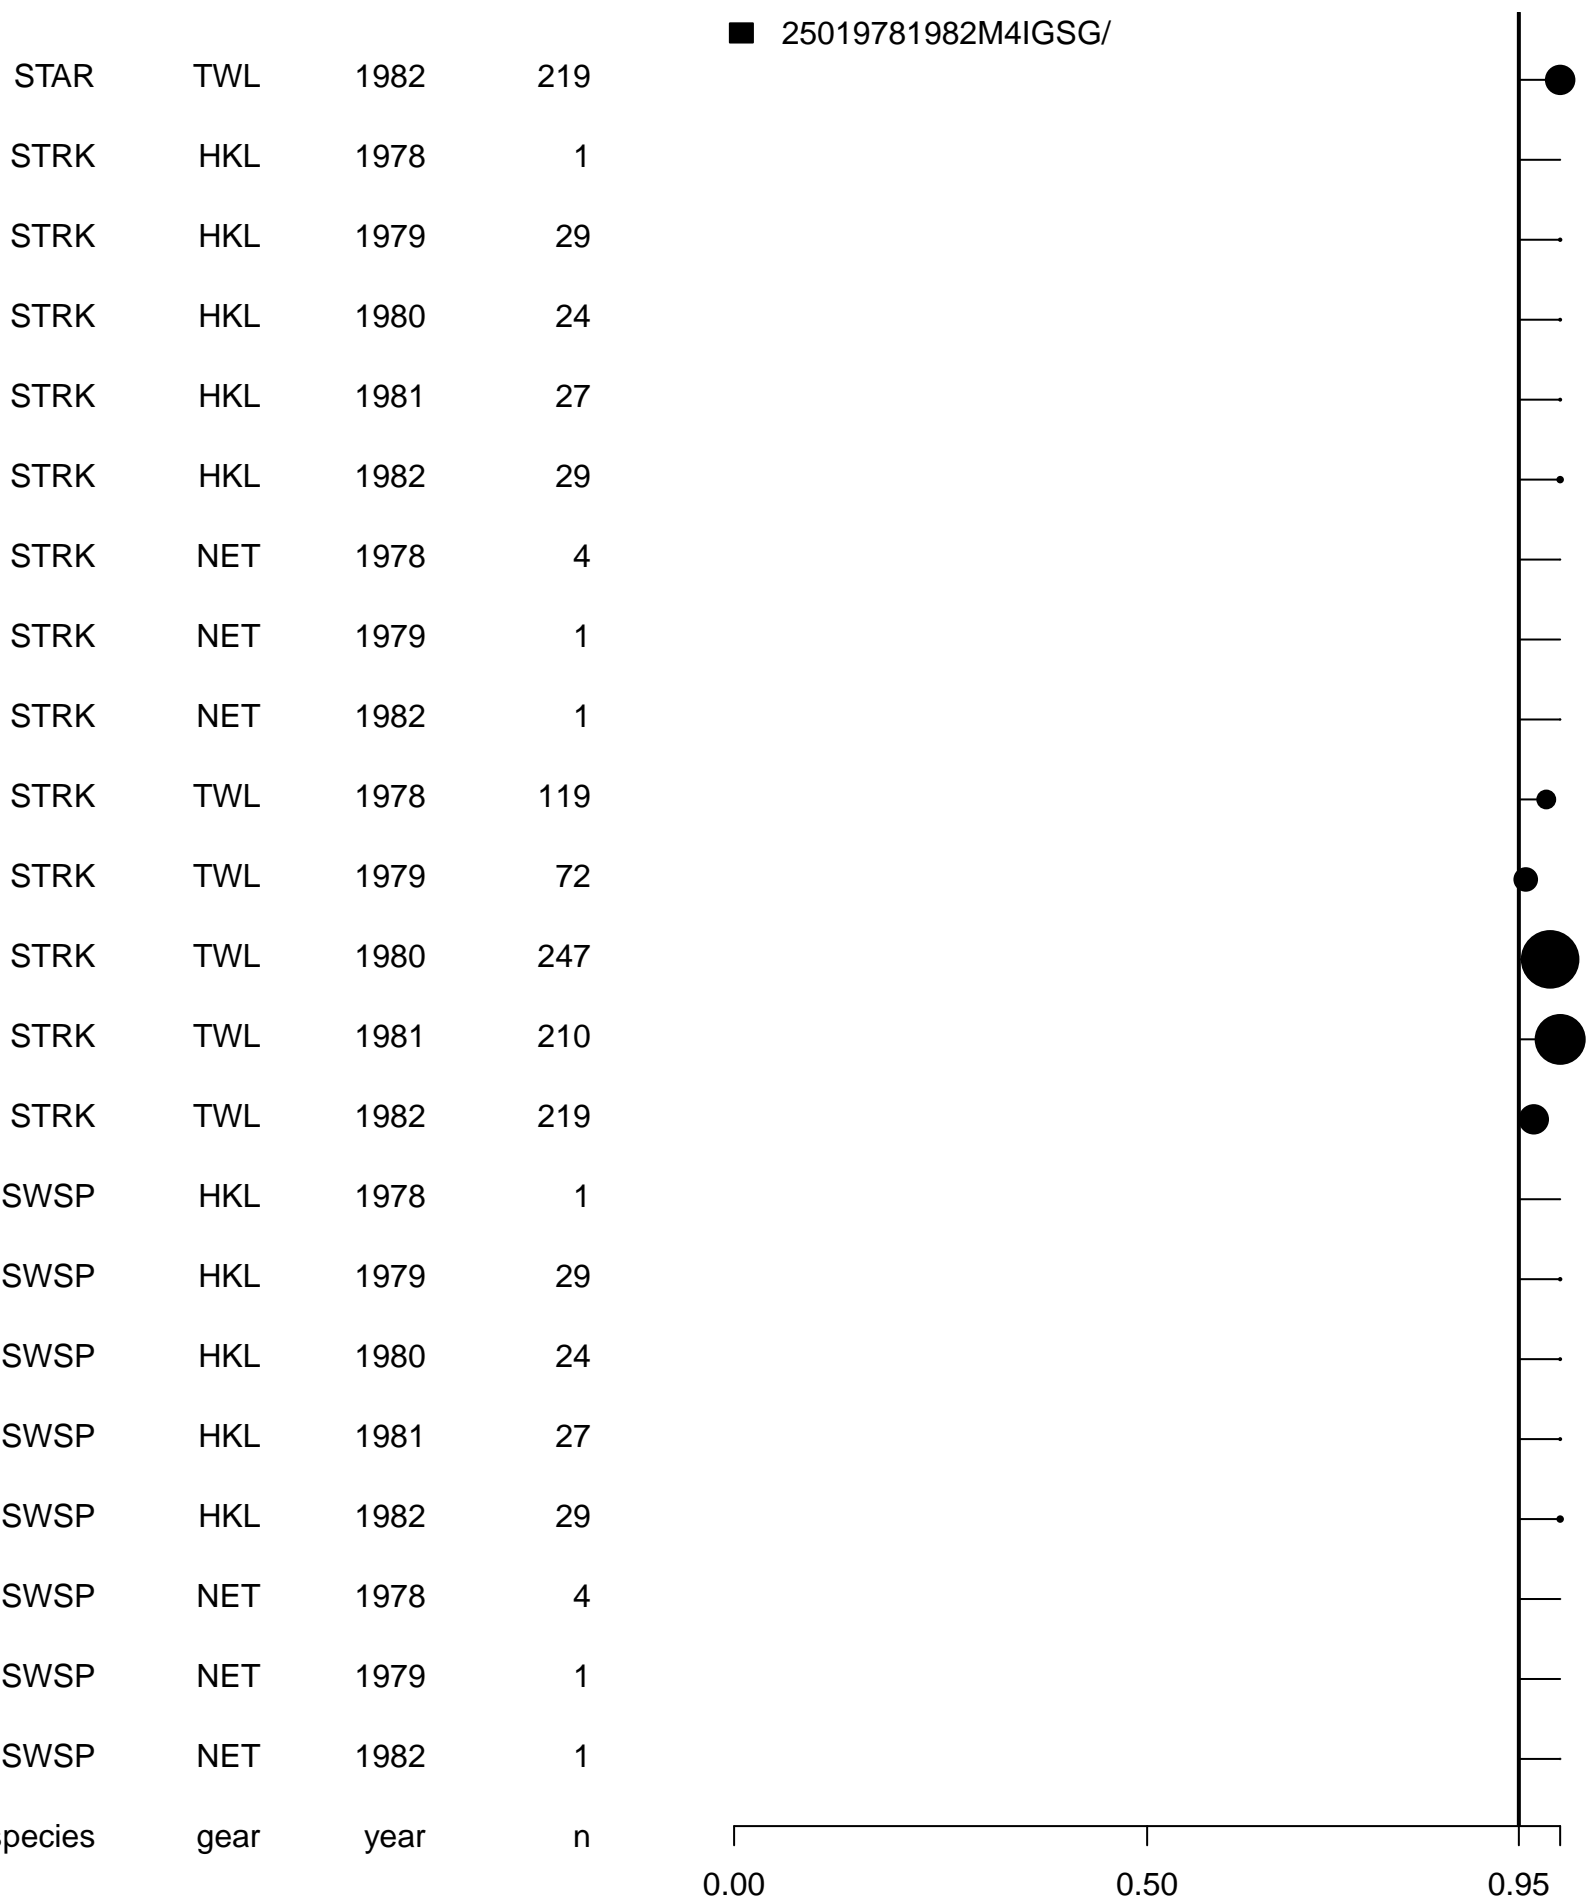 25019781982M4IGSG/
STAR TWL 1982 219
STRK HKL 1978 1
STRK HKL 1979 29
STRK HKL 1980 24
STRK HKL 1981 27
STRK HKL 1982 29
STRK NET 1978 4
STRK NET 1979 1
STRK NET 1982 1
STRK TWL 1978 119
STRK TWL 1979 72
STRK TWL 1980 247
STRK TWL 1981 210
STRK TWL 1982 219
SWSP HKL 1978 1
SWSP HKL 1979 29
SWSP HKL 1980 24
SWSP HKL 1981 27
SWSP HKL 1982 29
SWSP NET 1978 4
SWSP NET 1979 1
SWSP NET 1982 1
pecies gear year n
0.00 0.50 0.95